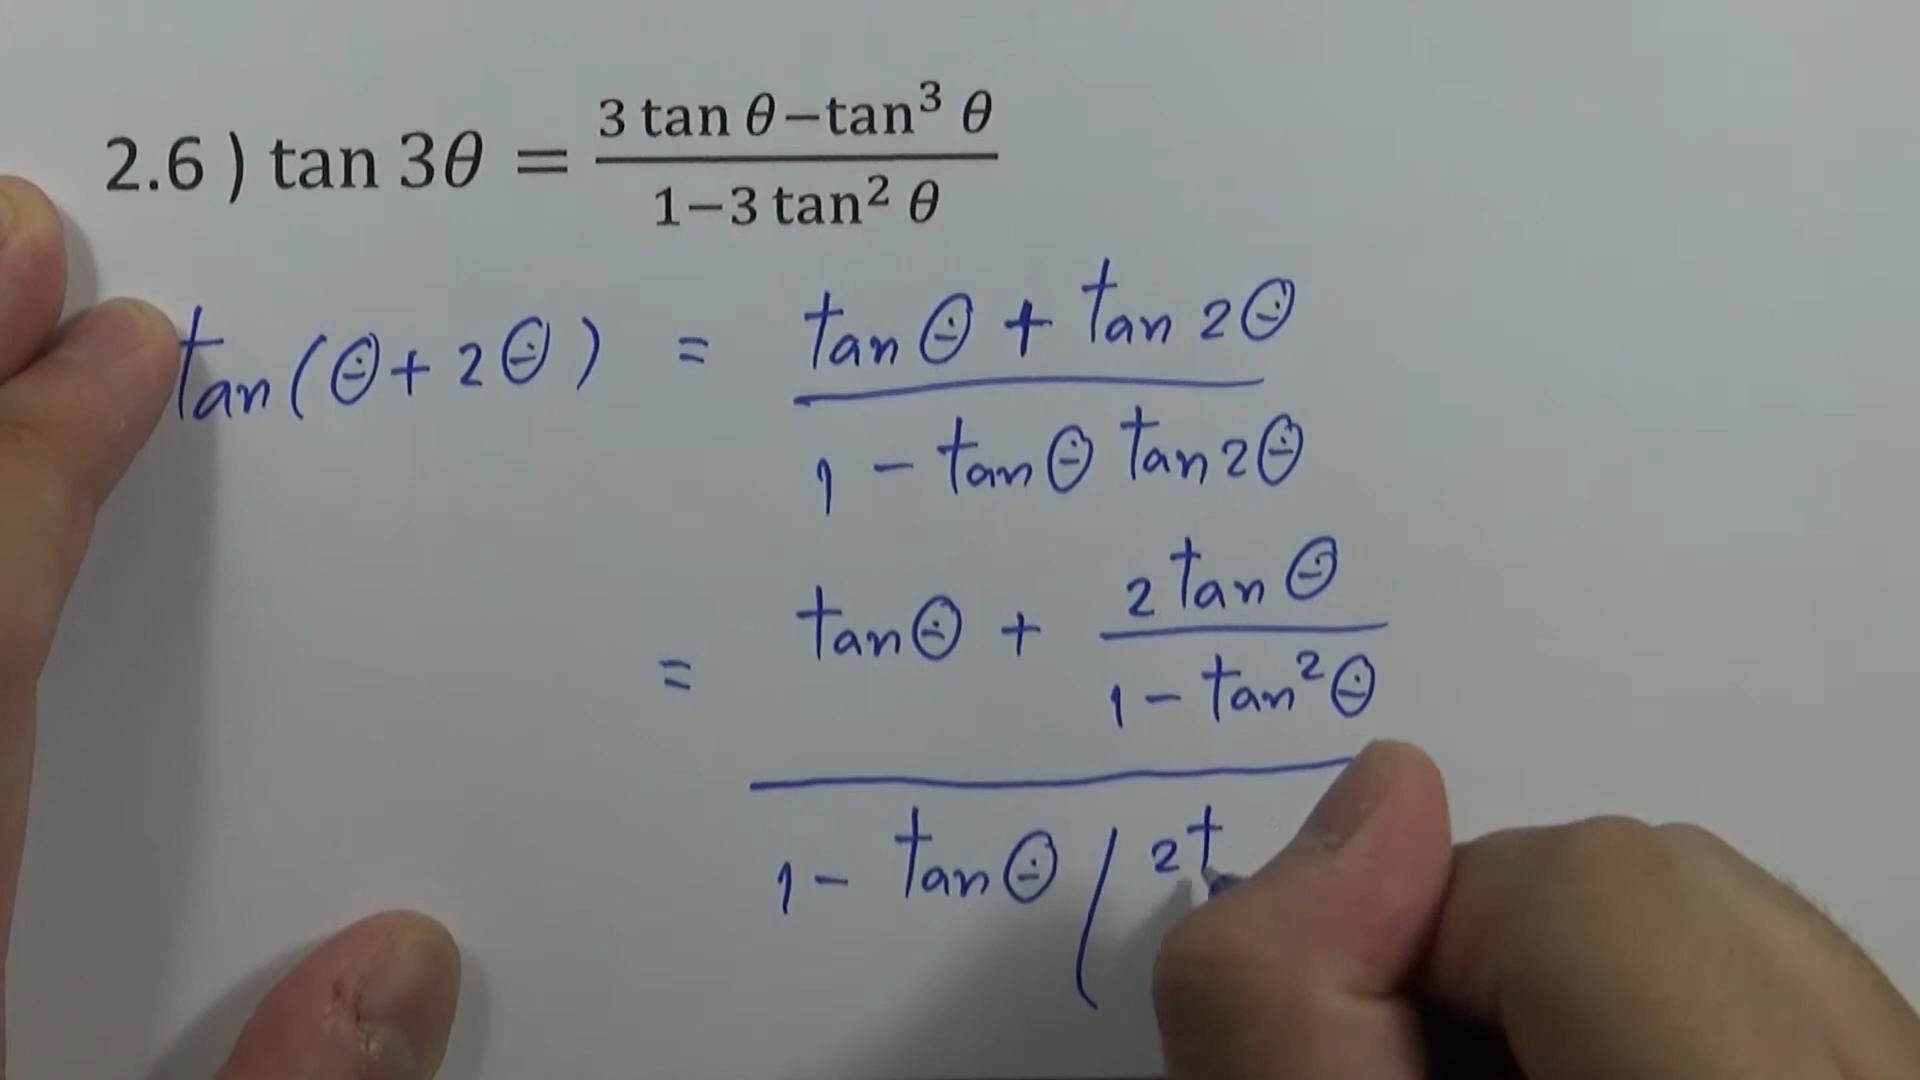 2.6 ) tan 3θ = (3 tan θ−tan³ θ)/(1−3 tan² θ)
tan(θ + 2θ) = (tan θ + tan 2θ)/(1 − tan θ tan 2θ)
= (tan θ + (2 tan θ)/(1 − tan² θ))/(1 − tan θ ( 2t